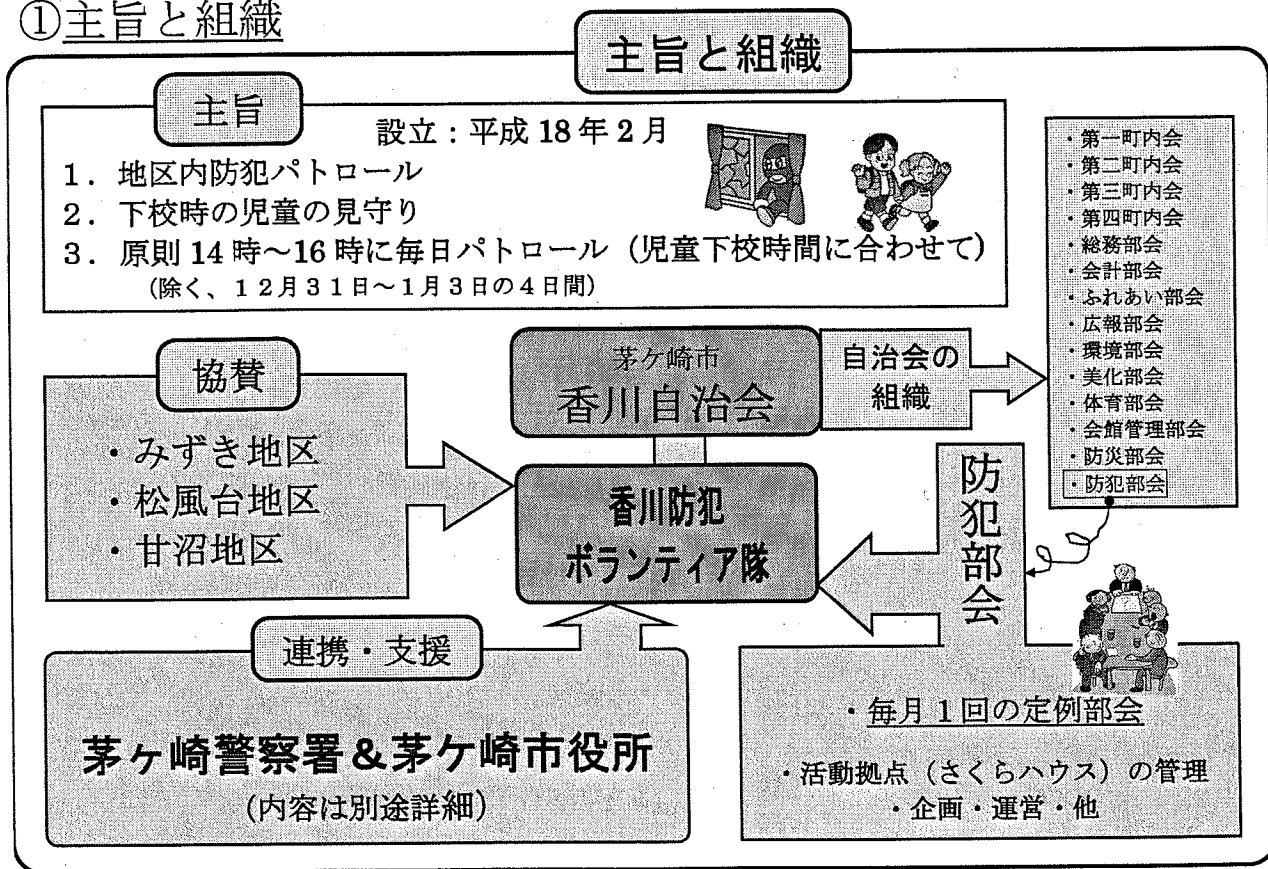 ①主旨と組織
主旨と組織
主旨
設立：平成 18 年 2 月
1．地区内防犯パトロール
2．下校時の児童の見守り
3．原則 14 時～16 時に毎日パトロール（児童下校時間に合わせて）
（除く、１２月３１日～１月３日の４日間）
・第一町内会
・第二町内会
・第三町内会
・第四町内会
・総務部会
・会計部会
・ふれあい部会
・広報部会
・環境部会
・美化部会
・体育部会
・会館管理部会
・防災部会
・防犯部会
茅ケ崎市
香川自治会
自治会の
組織
協賛
・みずき地区
・松風台地区
・甘沼地区
香川防犯
ボランティア隊
防犯部会
連携・支援
茅ヶ崎警察署＆茅ケ崎市役所
（内容は別途詳細）
・毎月１回の定例部会
・活動拠点（さくらハウス）の管理
・企画・運営・他